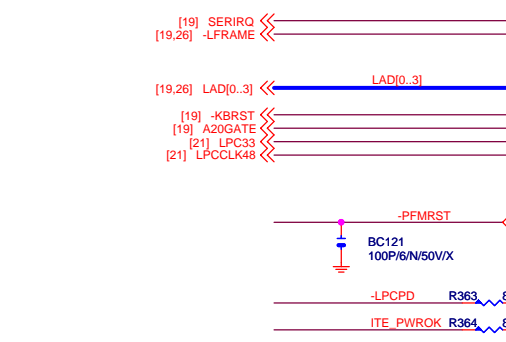 [19] SERIRQ
[19,26] -LFRAME
[19,26] LAD[0..3] LAD[0..3]
[19] -KBRST
[19] A20GATE
[21] LPC33
[21] LPCCLK48
-PFMRST
BC121
100P/6/N/50V/X
-LPCPD R363
ITE_PWROK R364